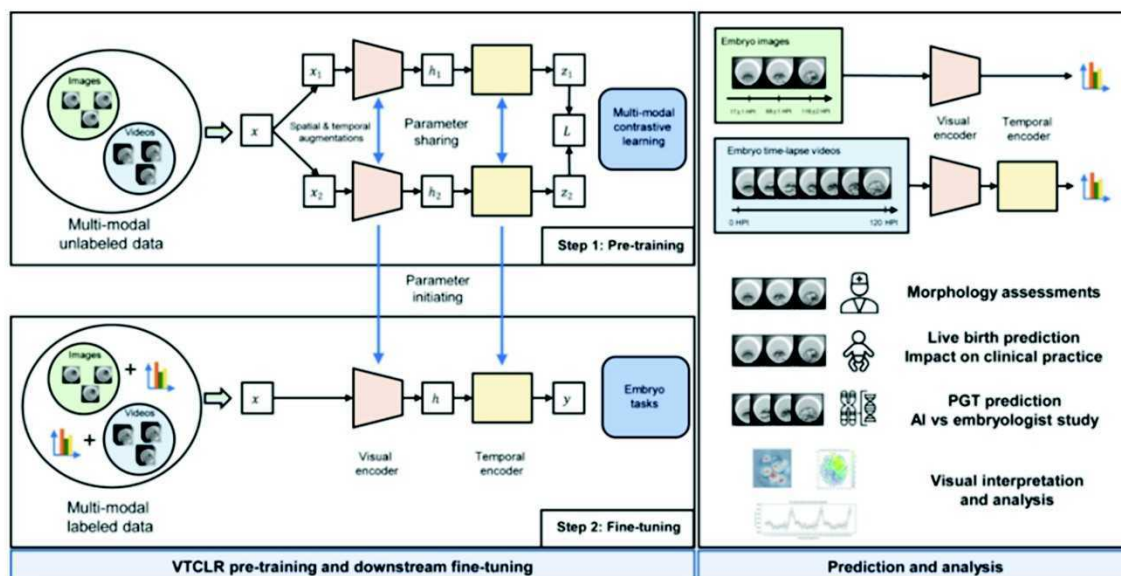 Images
Videos
Multi-modal
unlabeled data
x
x₁
x₂
Spatial & temporal
augmentations
h₁
h₂
Parameter
sharing
z₁
L
z₂
Multi-modal
contrastive
learning
Step 1: Pre-training
Parameter
initiating
Images
+
+
Videos
Multi-modal
labeled data
x
Visual
encoder
h
Temporal
encoder
y
Embryo
tasks
Step 2: Fine-tuning
VTCLR pre-training and downstream fine-tuning
Embryo images
Visual
encoder
Temporal
encoder
Embryo time-lapse videos
0 HPI
120 HPI
Morphology assessments
Live birth prediction
Impact on clinical practice
PGT prediction
AI vs embryologist study
Visual interpretation
and analysis
Prediction and analysis